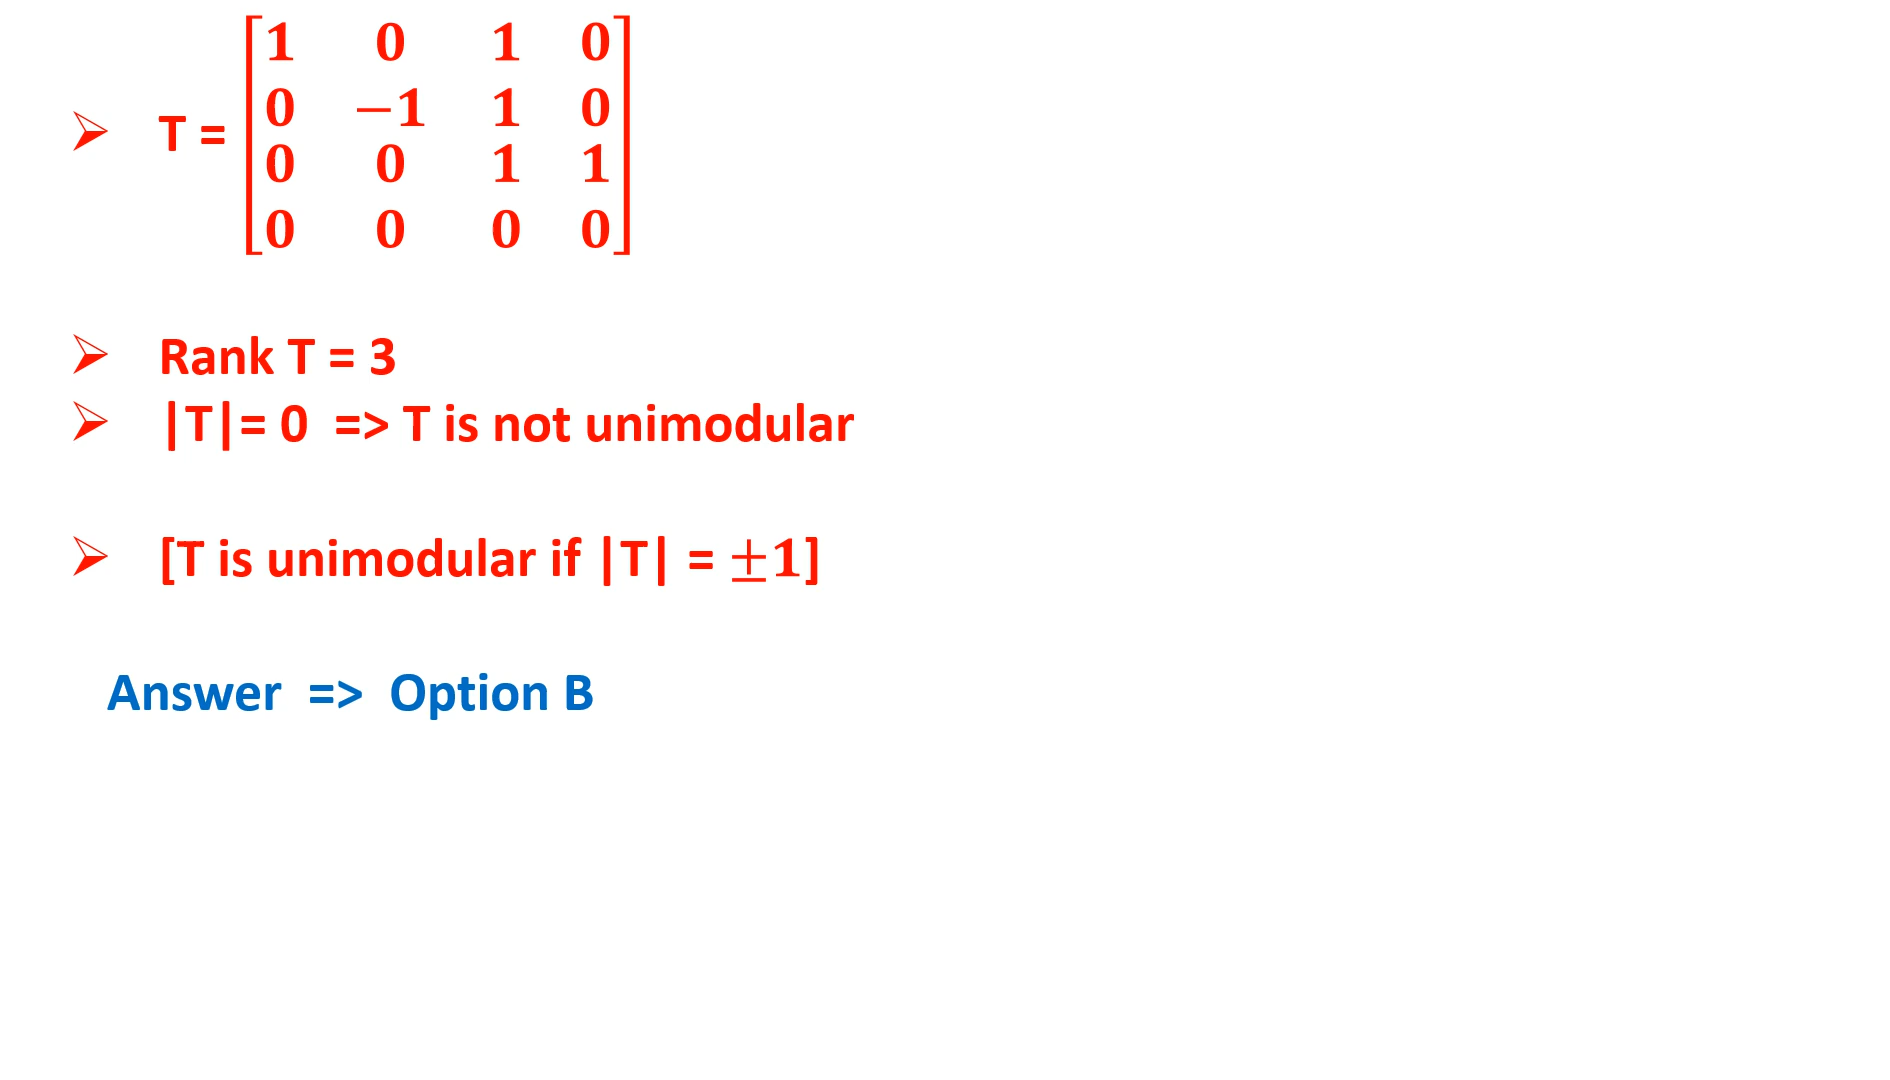 ➢ T = [1 0 1 0
0 −1 1 0
0 0 1 1
0 0 0 0]
➢ Rank T = 3
➢ |T|= 0 => T is not unimodular
➢ [T is unimodular if |T| = ±1]
Answer => Option B